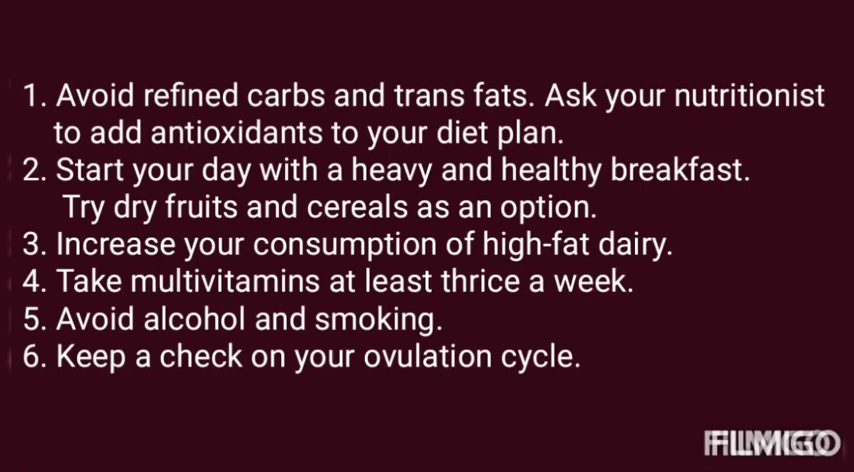 1. Avoid refined carbs and trans fats. Ask your nutritionist
to add antioxidants to your diet plan.
2. Start your day with a heavy and healthy breakfast.
Try dry fruits and cereals as an option.
3. Increase your consumption of high-fat dairy.
4. Take multivitamins at least thrice a week.
5. Avoid alcohol and smoking.
6. Keep a check on your ovulation cycle.
FILMIGO